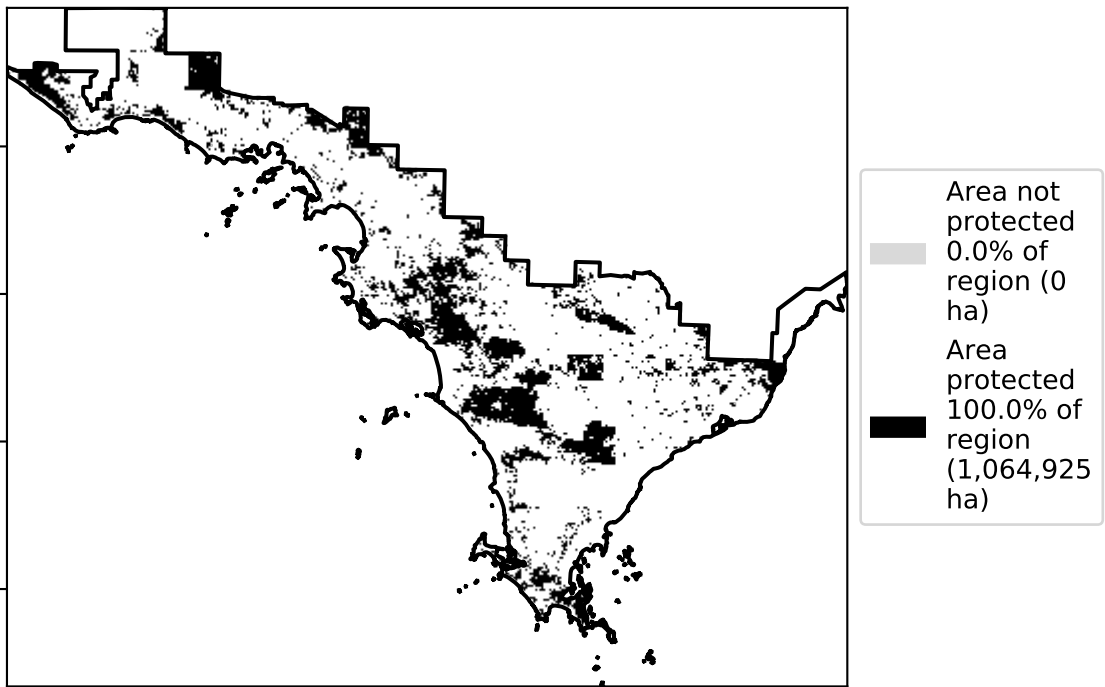 Area not
protected
0.0% of
region (0
ha)
Area
protected
100.0% of
region
(1,064,925
ha)